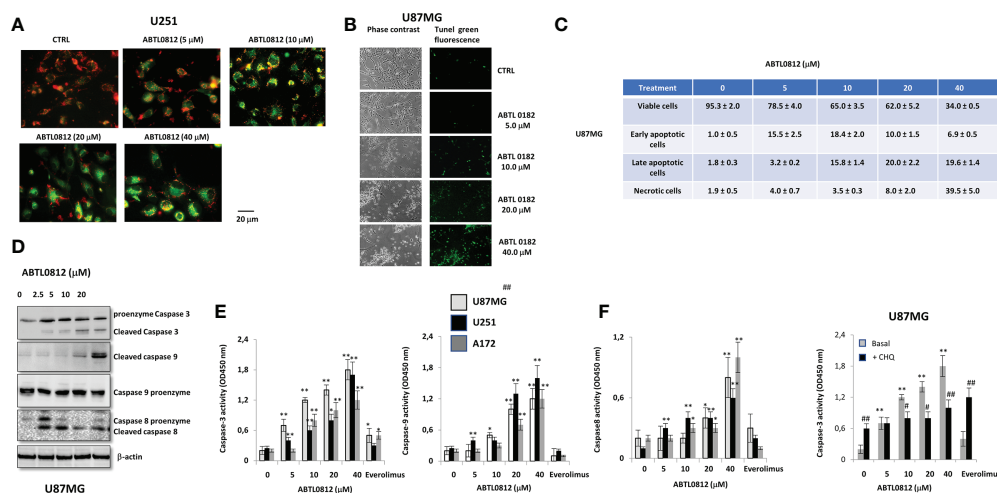 A
U251
CTRL
ABTL0812 (5 μM)
ABTL0812 (10 μM)
ABTL0812 (20 μM)
ABTL0812 (40 μM)
20 μm
B
U87MG
Phase contrast
Tunel green
fluorescence
CTRL
ABTL 0182
5.0 μM
ABTL 0182
10.0 μM
ABTL 0182
20.0 μM
ABTL 0182
40.0 μM
C
ABTL0812 (μM)
U87MG
Treatment 0 5 10 20 40
Viable cells 95.3 ± 2.0 78.5 ± 4.0 65.0 ± 3.5 62.0 ± 5.2 34.0 ± 0.5
Early apoptotic
cells 1.0 ± 0.5 15.5 ± 2.5 18.4 ± 2.0 10.0 ± 1.5 6.9 ± 0.5
Late apoptotic
cells 1.8 ± 0.3 3.2 ± 0.2 15.8 ± 1.4 20.0 ± 2.2 19.6 ± 1.4
Necrotic cells 1.9 ± 0.5 4.0 ± 0.7 3.5 ± 0.3 8.0 ± 2.0 39.5 ± 5.0
D
ABTL0812 (μM)
0 2.5 5 10 20
proenzyme Caspase 3
Cleaved Caspase 3
Cleaved caspase 9
Caspase 9 proenzyme
Caspase 8 proenzyme
Cleaved caspase 8
β-actin
U87MG
E
##
U87MG
U251
A172
Caspase-3 activity (OD450 nm)
2,4
1,8
1,2
0,6
0,0
** * ** ** ** ** ** * ** ** ** ** * * *
0 5 10 20 40 Everolimus
ABTL0812 (μM)
Caspase-9 activity (OD450 nm)
2,4
1,8
1,2
0,6
0,0
** * ** ** ** ** ** **
0 5 10 20 40 Everolimus
ABTL0812 (μM)
F
Caspase8 activity (OD450 nm)
1,2
0,8
0,4
0,0
** ** * * * * ** ** **
0 5 10 20 40 Everolimus
ABTL0812 (μM)
U87MG
Basal
+ CHQ
Caspase-3 activity (OD450 nm)
2,4
1,8
1,2
0,6
0,0
## ** ** # ** # ** ## ##
0 5 10 20 40 Everolimus
ABTL0812 (μM)